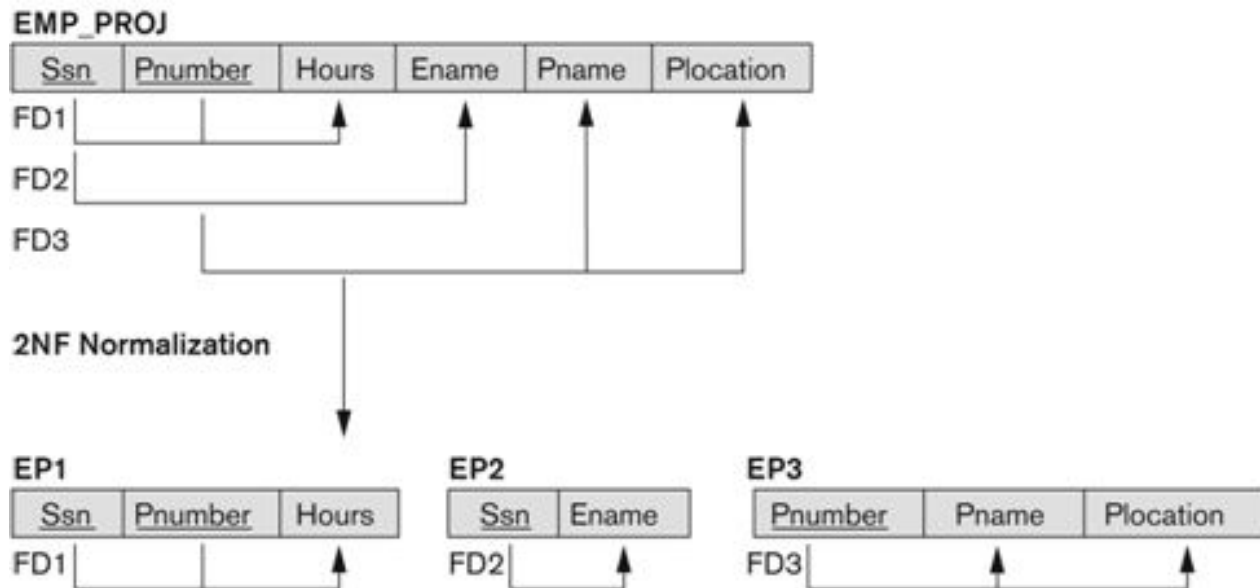 EMP_PROJ
Ssn Pnumber Hours Ename Pname Plocation
FD1
FD2
FD3
2NF Normalization
EP1 EP2 EP3
Ssn Pnumber Hours Ssn Ename Pnumber Pname Plocation
FD1 FD2 FD3